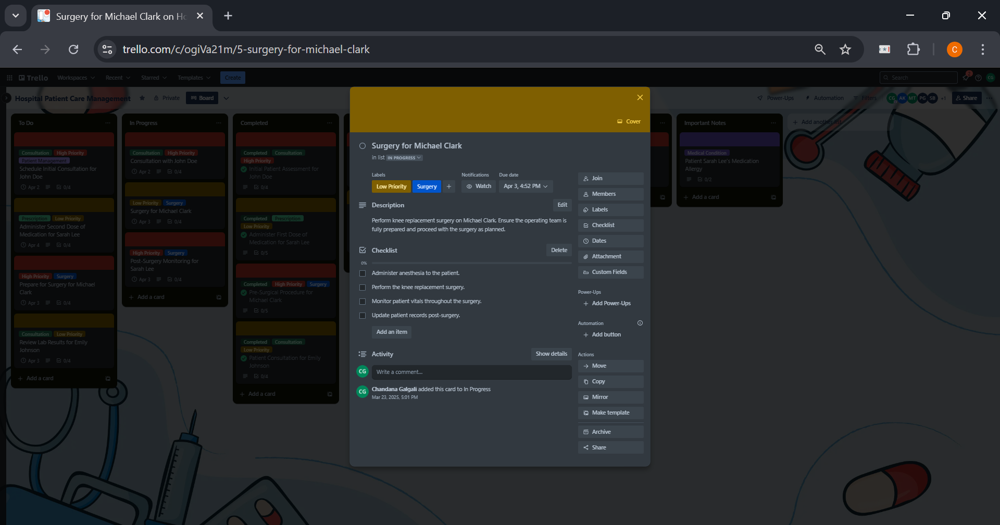 Surgery for Michael Clark on Ho
trello.com/c/ogiVa21m/5-surgery-for-michael-clark
C
Trello
Workspaces
Recent
Starred
Templates
Create
Search
2
CG
Hospital Patient Care Management
Private
Board
Power-Ups
Automation
Filters
CG
AK
MT
PG
SB
+1
Share
To Do
Consultation
High Priority
Patient Management
Schedule Initial Consultation for
John Doe
Apr 2
0/4
Prescription
Low Priority
Administer Second Dose of
Medication for Sarah Lee
Apr 4
0/4
High Priority
Surgery
Prepare for Surgery for Michael
Clark
Apr 3
0/4
Consultation
Low Priority
Review Lab Results for Emily
Johnson
Apr 3
0/4
Add a card
In Progress
Consultation
High Priority
Consultation with John Doe
Apr 2
0/4
Low Priority
Surgery
Surgery for Michael Clark
Apr 3
0/4
High Priority
Surgery
Post-Surgery Monitoring for
Sarah Lee
Apr 3
0/4
Add a card
Completed
Completed
Consultation
High Priority
Initial Patient Assessment for
John Doe
0/4
Completed
Prescription
Low Priority
Administer First Dose of
Medication for Sarah Lee
0/5
Completed
High Priority
Surgery
Pre-Surgical Procedure for
Michael Clark
0/5
Completed
Consultation
Low Priority
Patient Consultation for Emily
Johnson
0/4
Add a card
Cover
Surgery for Michael Clark
in list IN PROGRESS
Labels
Notifications
Due date
Low Priority
Surgery
Watch
Apr 3, 4:52 PM
Description
Edit
Perform knee replacement surgery on Michael Clark. Ensure the operating team is
fully prepared and proceed with the surgery as planned.
Checklist
Delete
0%
Administer anesthesia to the patient.
Perform the knee replacement surgery.
Monitor patient vitals throughout the surgery.
Update patient records post-surgery.
Add an item
Activity
Show details
CG
Write a comment...
CG
Chandana Galgali added this card to In Progress
Mar 23, 2025, 5:01 PM
Join
Members
Labels
Checklist
Dates
Attachment
Custom Fields
Power-Ups
Add Power-Ups
Automation
Add button
Actions
Move
Copy
Mirror
Make template
Archive
Share
Important Notes
Medical Condition
Patient Sarah Lee's Medication
Allergy
0/2
Add a card
Add another list